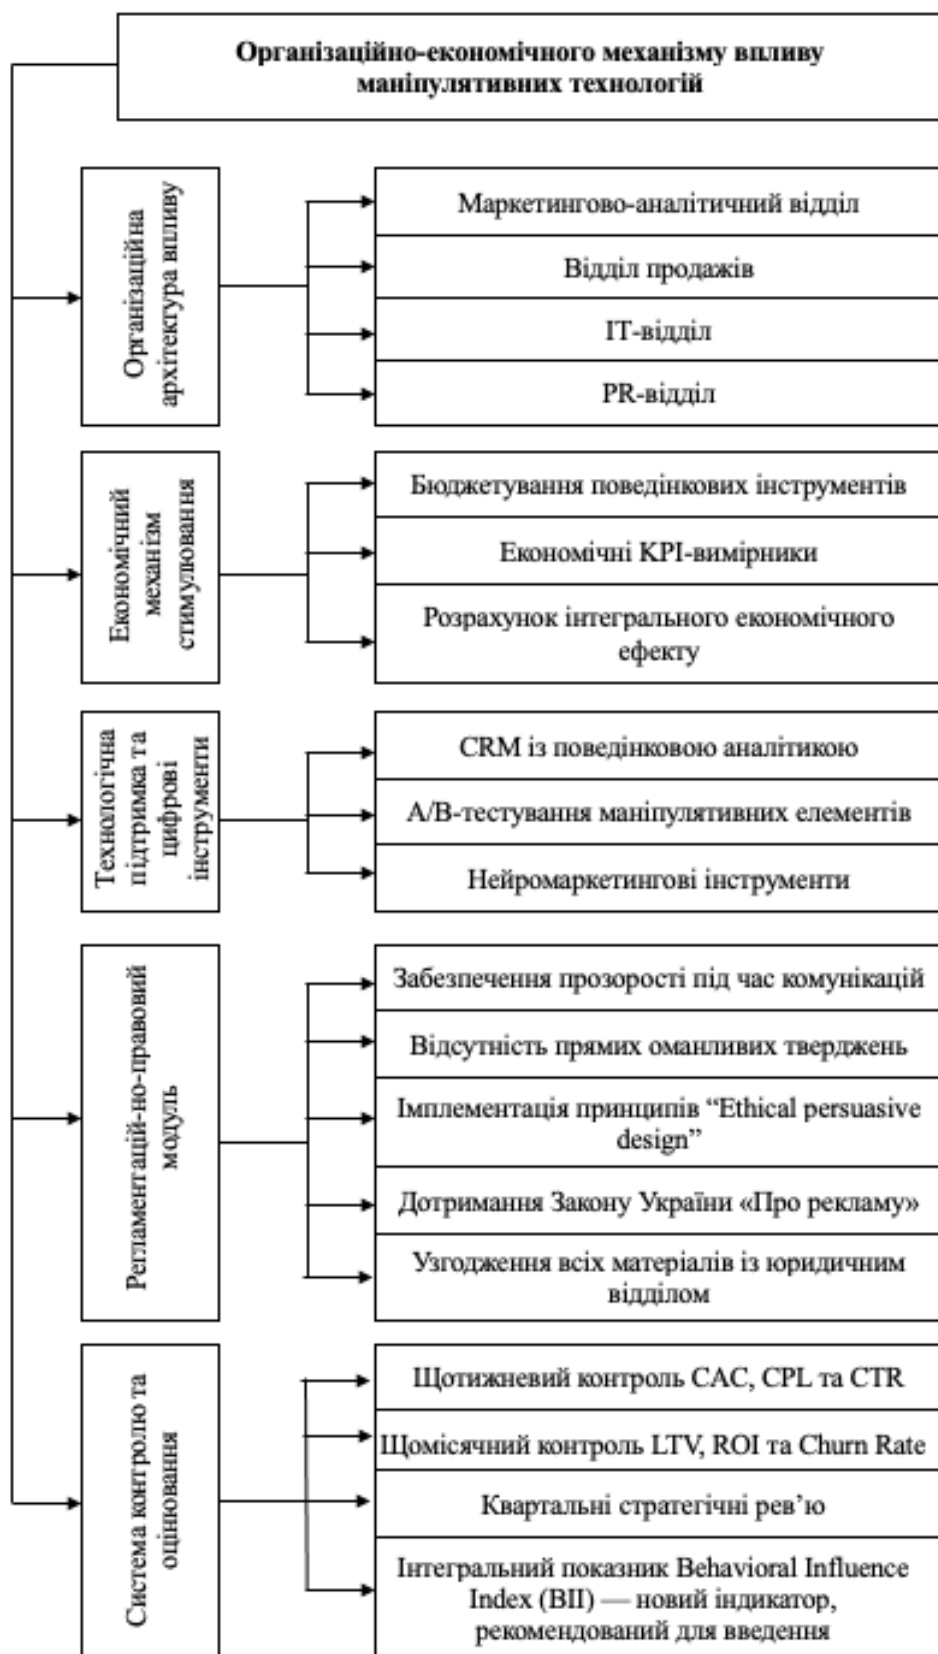 Організаційно-економічного механізму впливу
маніпулятивних технологій
Організаційна
архітектура впливу
Маркетингово-аналітичний відділ
Відділ продажів
ІТ-відділ
PR-відділ
Економічний
механізм
стимулювання
Бюджетування поведінкових інструментів
Економічні KPI-вимірники
Розрахунок інтегрального економічного
ефекту
Технологічна
підтримка та
цифрові
інструменти
CRM із поведінковою аналітикою
А/В-тестування маніпулятивних елементів
Нейромаркетингові інструменти
Регламентацій-но-правовий
модуль
Забезпечення прозорості під час комунікацій
Відсутність прямих оманливих тверджень
Імплементація принципів “Ethical persuasive
design”
Дотримання Закону України «Про рекламу»
Узгодження всіх матеріалів із юридичним
відділом
Система контролю та
оцінювання
Щотижневий контроль CAC, CPL та CTR
Щомісячний контроль LTV, ROI та Churn Rate
Квартальні стратегічні рев’ю
Інтегральний показник Behavioral Influence
Index (BII) — новий індикатор,
рекомендований для введення